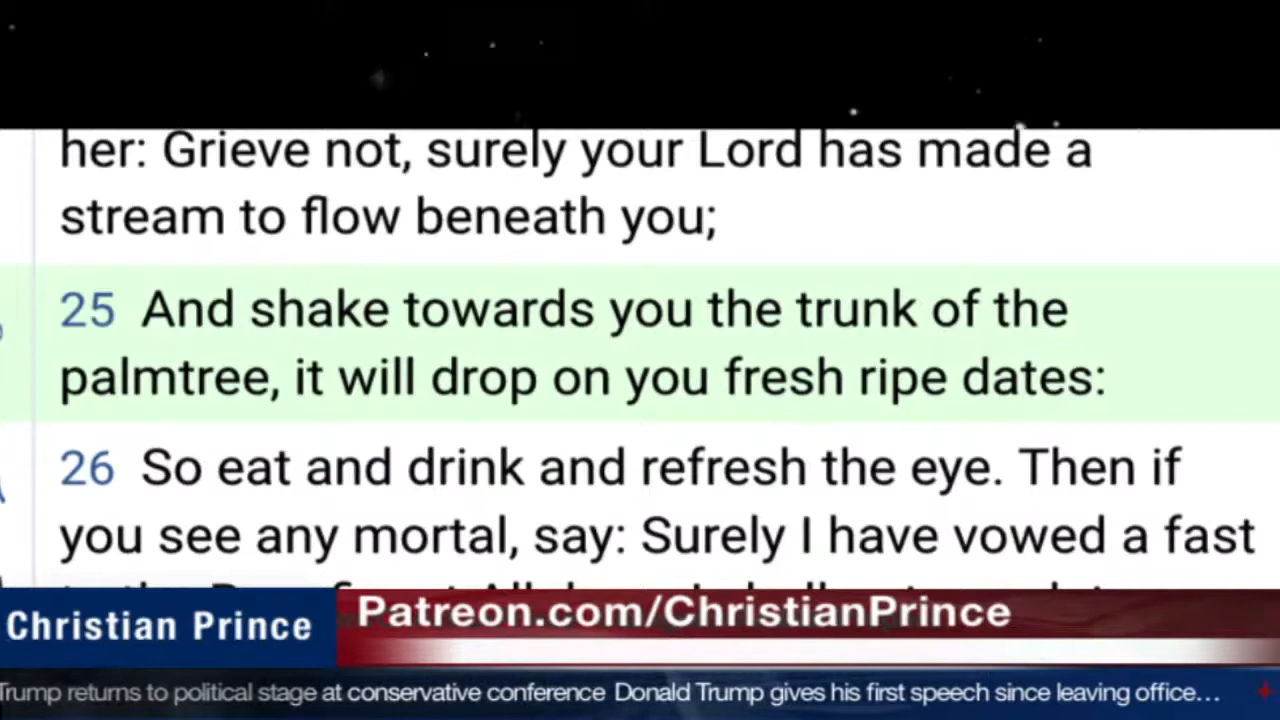 her: Grieve not, surely your Lord has made a
stream to flow beneath you;
25 And shake towards you the trunk of the
palmtree, it will drop on you fresh ripe dates:
26 So eat and drink and refresh the eye. Then if
you see any mortal, say: Surely I have vowed a fast
Christian Prince
Patreon.com/ChristianPrince
Trump returns to political stage at conservative conference Donald Trump gives his first speech since leaving office...